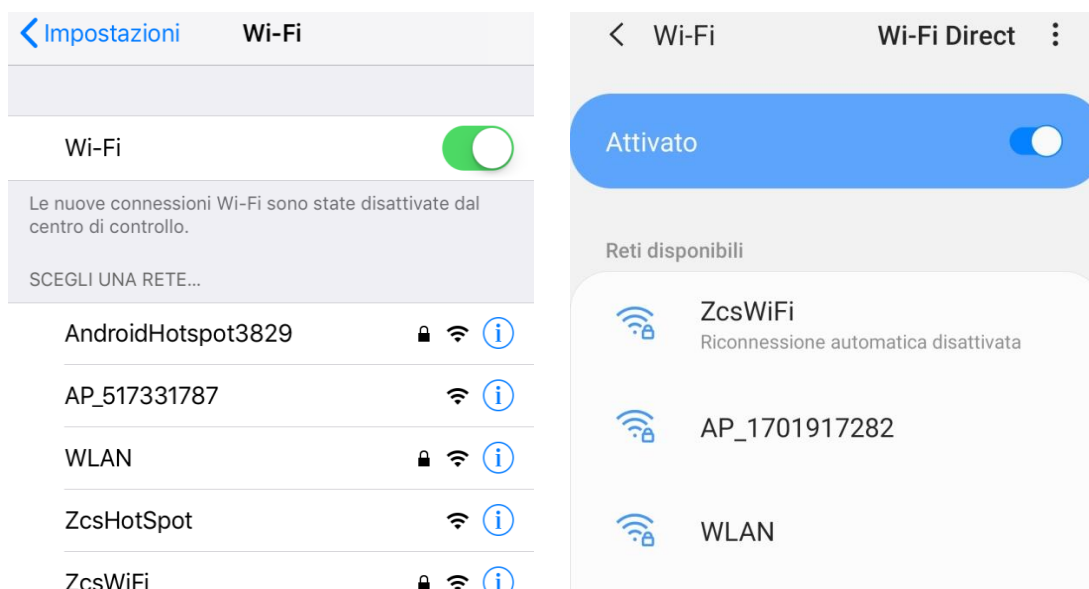 Impostazioni Wi-Fi
Wi-Fi
Le nuove connessioni Wi-Fi sono state disattivate dal
centro di controllo.
SCEGLI UNA RETE...
AndroidHotspot3829
AP_517331787
WLAN
ZcsHotSpot
ZcsWiFi
Wi-Fi Wi-Fi Direct
Attivato
Reti disponibili
ZcsWiFi
Riconnessione automatica disattivata
AP_1701917282
WLAN